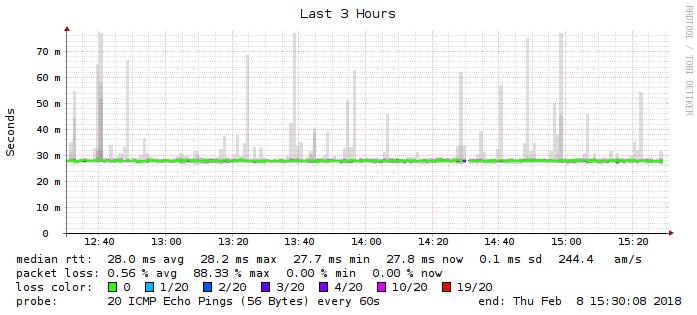 Last 3 Hours
RRDTOOL / TOBI OETIKER
Seconds
70 m
60 m
50 m
40 m
30 m
20 m
10 m
0
12:40 13:00 13:20 13:40 14:00 14:20 14:40 15:00 15:20
median rtt: 28.0 ms avg 28.2 ms max 27.7 ms min 27.8 ms now 0.1 ms sd 244.4 am/s
packet loss: 0.56 % avg 88.33 % max 0.00 % min 0.00 % now
loss color: 0 1/20 2/20 3/20 4/20 10/20 19/20
probe: 20 ICMP Echo Pings (56 Bytes) every 60s end: Thu Feb 8 15:30:08 2018